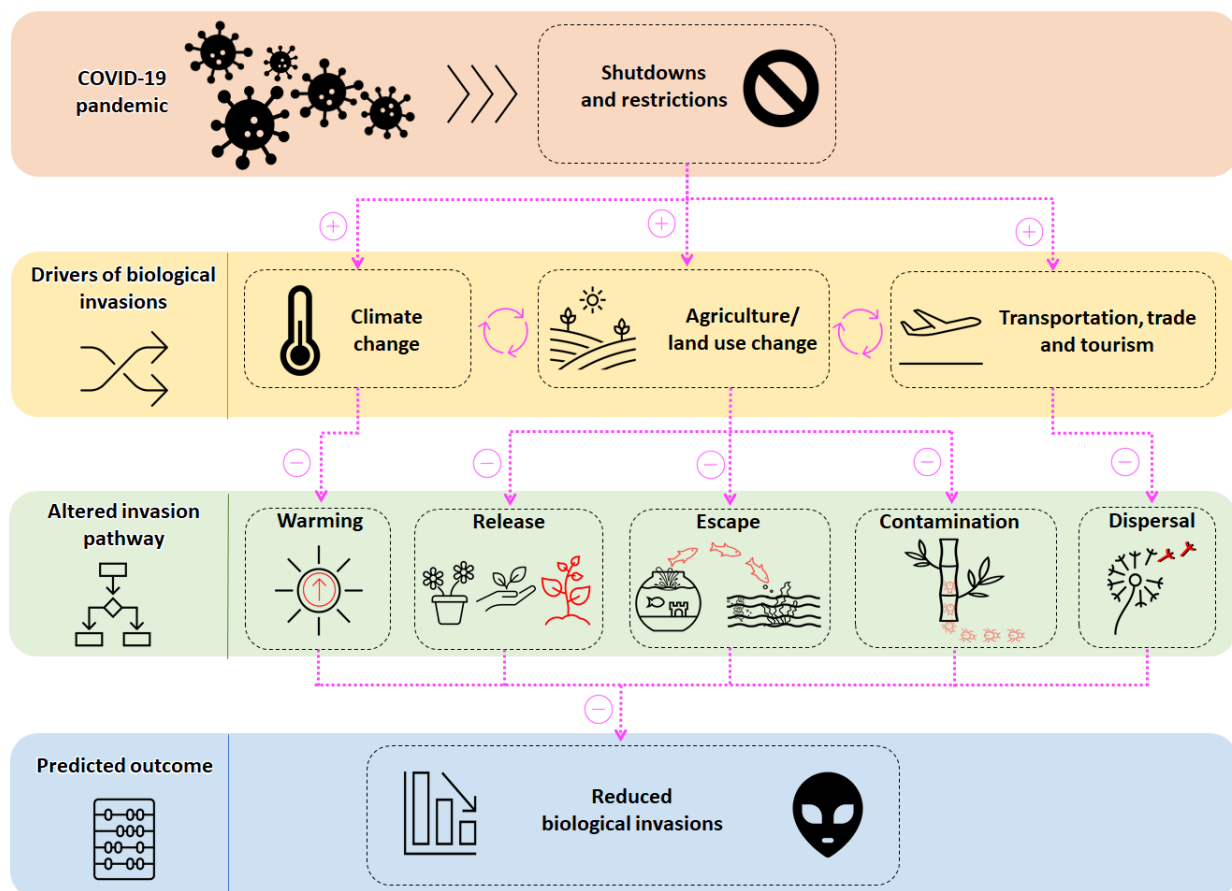 COVID-19
pandemic
Shutdowns
and restrictions
+
+
+
Drivers of biological
invasions
Climate
change
Agriculture/
land use change
Transportation, trade
and tourism
−
−
−
−
−
Altered invasion
pathway
Warming
Release
Escape
Contamination
Dispersal
−
Predicted outcome
Reduced
biological invasions